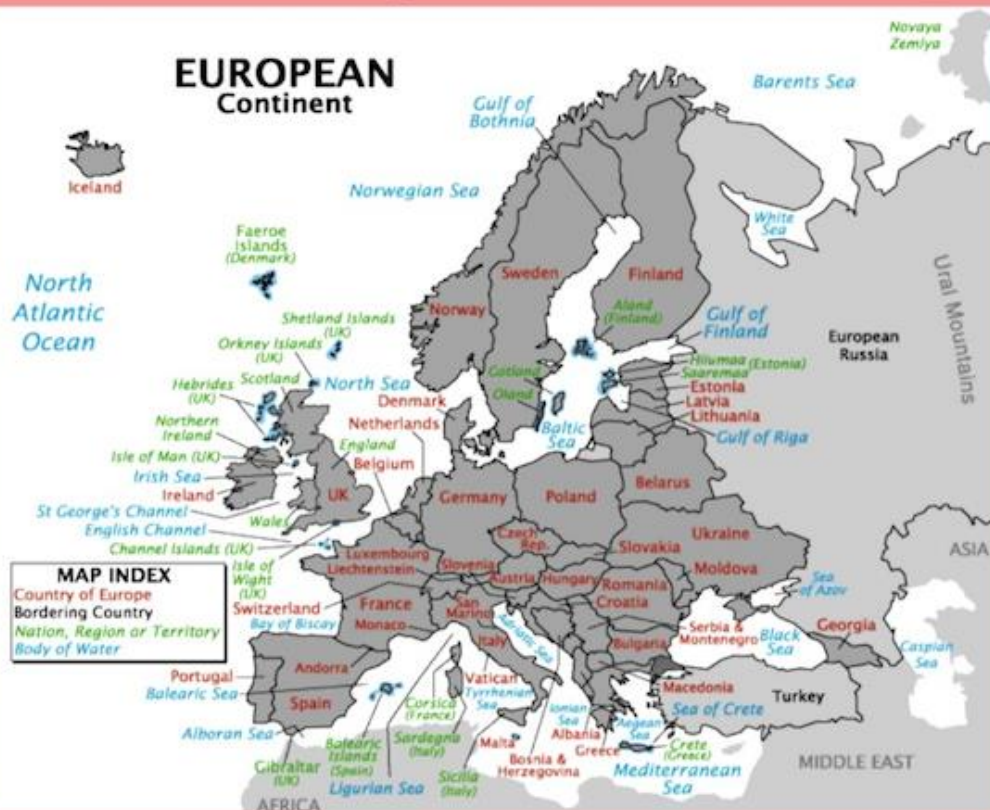 EUROPEAN
Continent
Novaya
Zemlya
Barents Sea
Gulf of
Bothnia
Iceland
Norwegian Sea
White
Sea
Faeroe
Islands
(Denmark)
North
Atlantic
Ocean
Sweden
Finland
Ural Mountains
Norway
Aland
(Finland)
Gulf of
Finland
European
Russia
Shetland Islands
(UK)
Orkney Islands
(UK)
Hebrides
(UK)
Scotland
North Sea
Gotland
Oland
Hiiumaa
Saaremaa
(Estonia)
Estonia
Latvia
Lithuania
Gulf of Riga
Denmark
Netherlands
Baltic
Sea
Northern
Ireland
Isle of Man (UK)
England
Belgium
Irish Sea
Ireland
UK
Germany
Poland
Belarus
St George's Channel
English Channel
Wales
Channel Islands (UK)
Czech
Rep.
Ukraine
Slovakia
Luxembourg
Liechtenstein
Slovenia
Austria
Hungary
Romania
Moldova
ASIA
MAP INDEX
Country of Europe
Bordering Country
Nation, Region or Territory
Body of Water
Isle of
Wight
(UK)
Switzerland
Bay of Biscay
France
Monaco
San
Marino
Italy
Adriatic Sea
Croatia
Bulgaria
Serbia &
Montenegro
Black
Sea
Sea
of Azov
Georgia
Caspian
Sea
Portugal
Balearic Sea
Andorra
Spain
Vatican
Tyrrhenian
Sea
Macedonia
Turkey
Alboran Sea
Corsica
(France)
Ionian
Sea
Aegean
Sea
Sea of Crete
Gibraltar
(UK)
Balearic
Islands
(Spain)
Sardegna
(Italy)
Malta
Albania
Greece
Crete
(Greece)
MIDDLE EAST
Ligurian Sea
Sicilia
(Italy)
Bosnia &
Herzegovina
Mediterranean
Sea
AFRICA